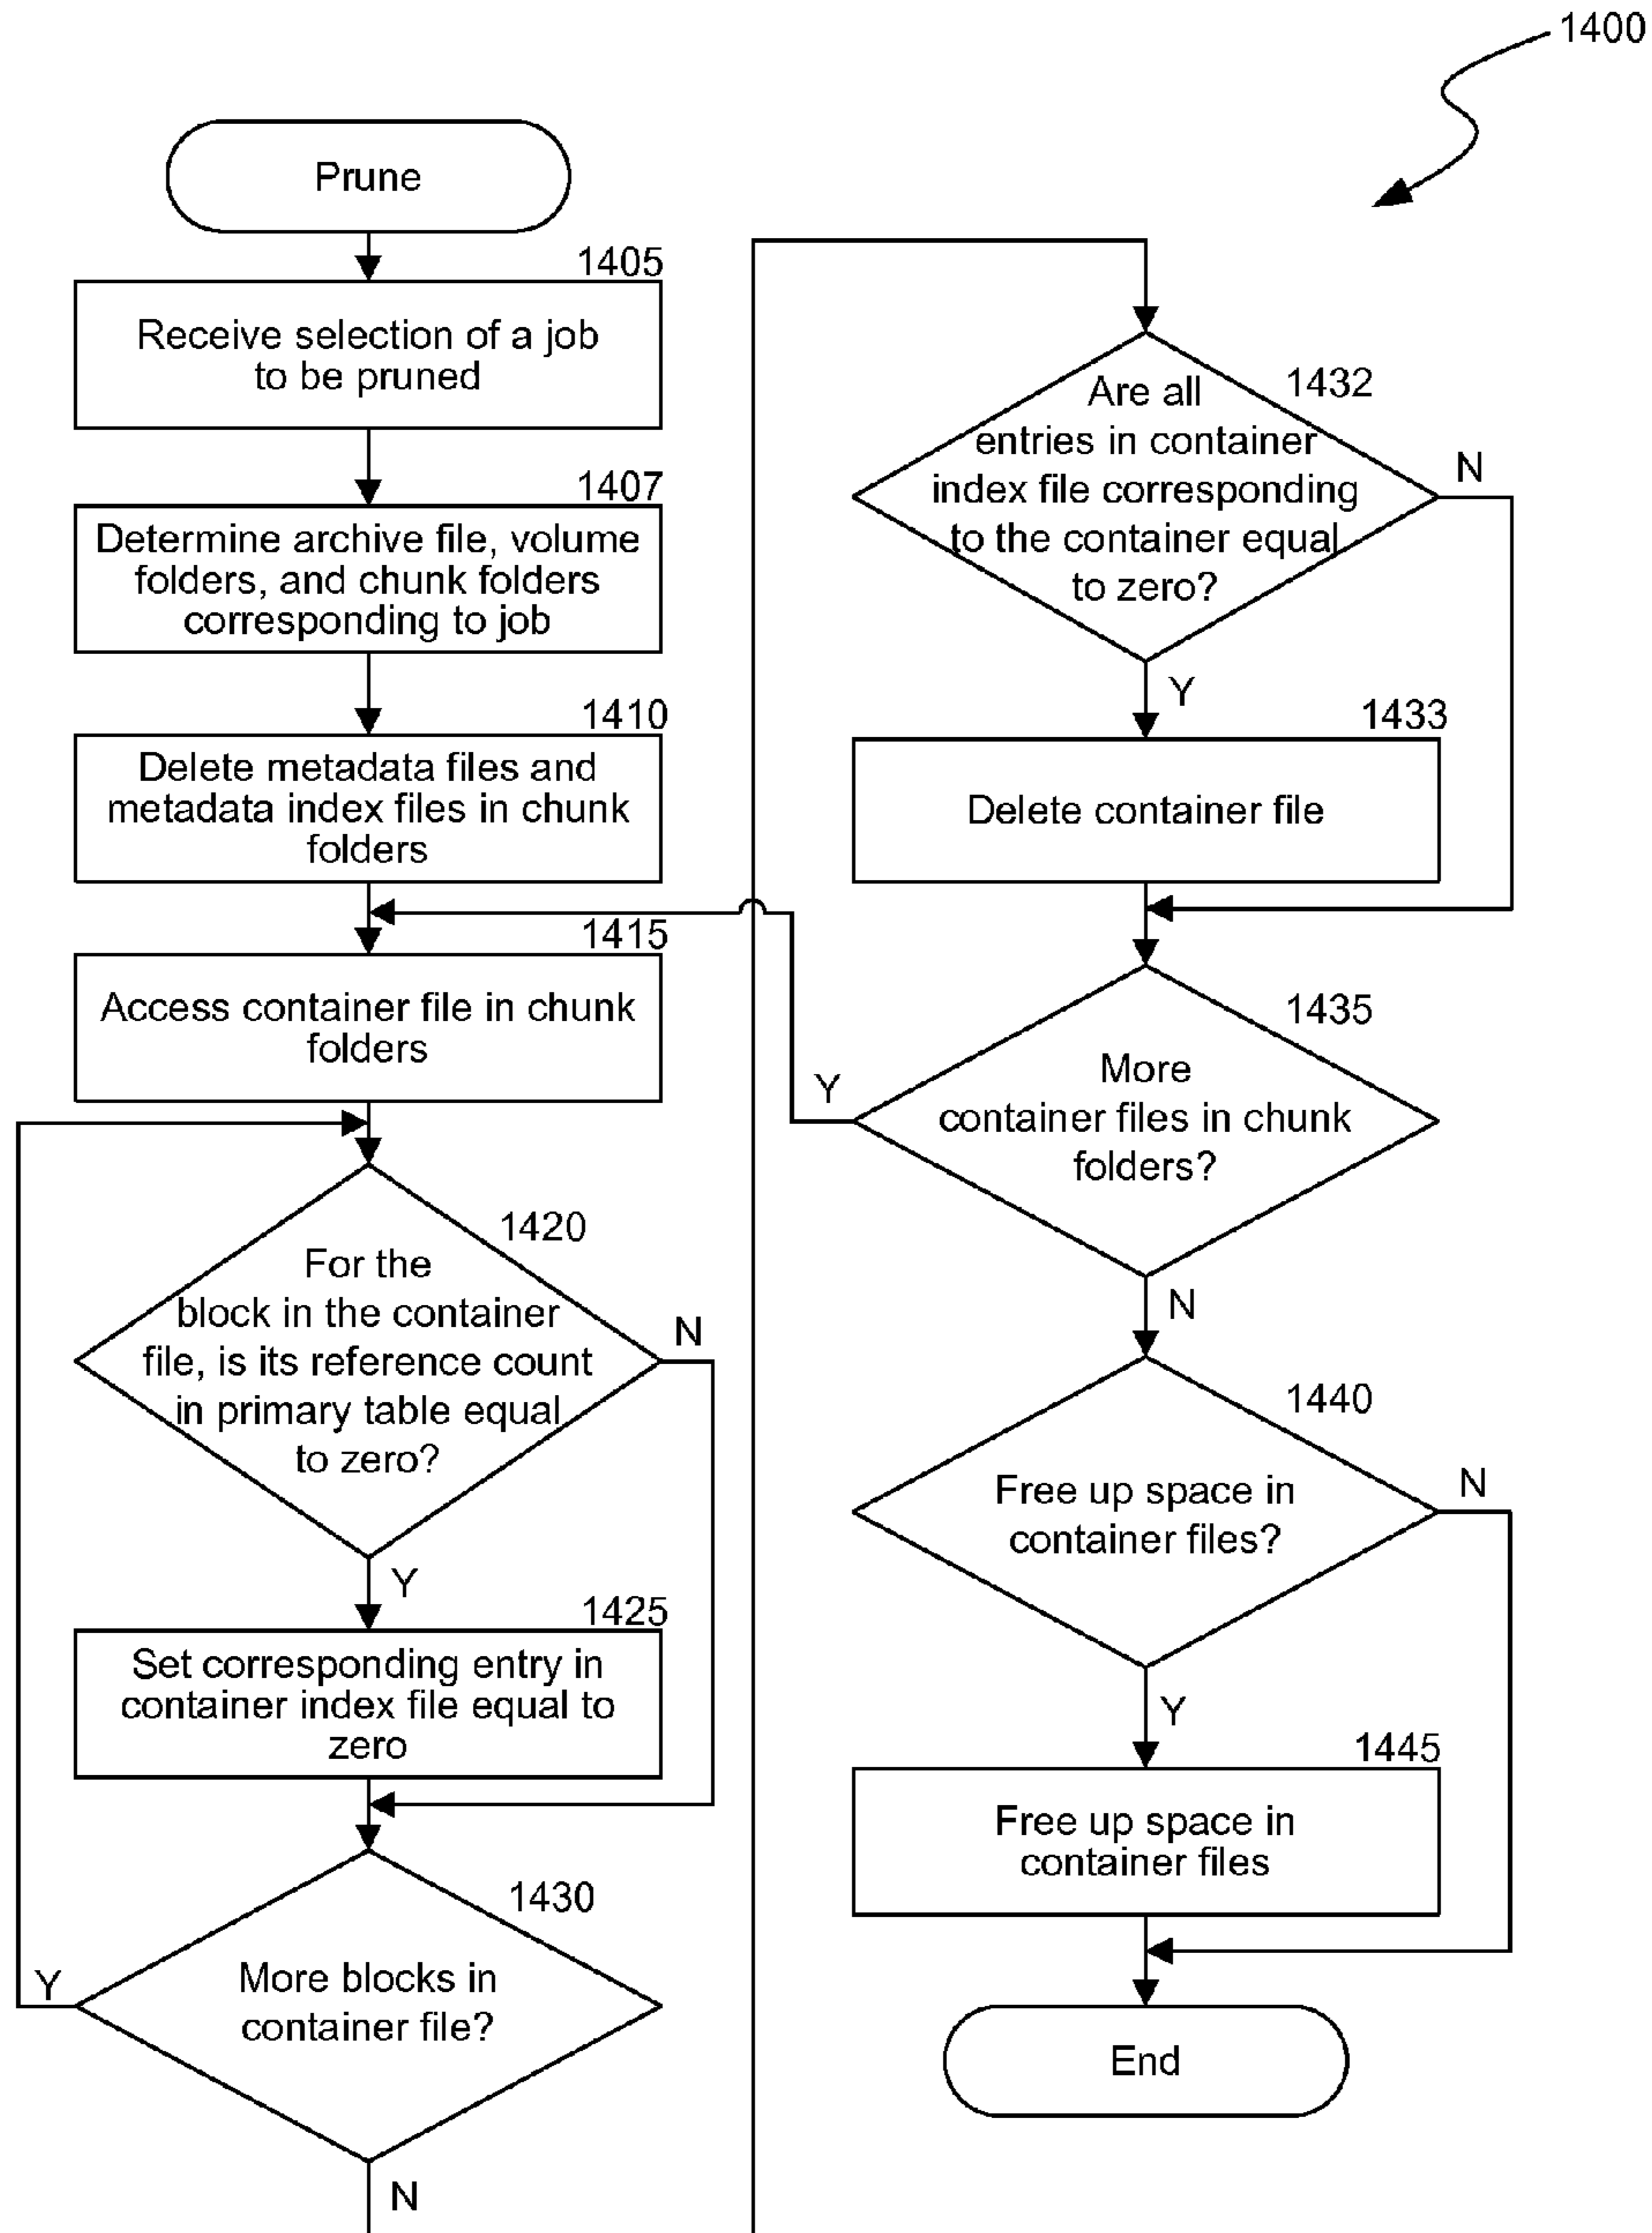 1400
Prune
1405
Receive selection of a job
to be pruned
1407
Determine archive file, volume
folders, and chunk folders
corresponding to job
1410
Delete metadata files and
metadata index files in chunk
folders
1415
Access container file in chunk
folders
1420
For the
block in the container
file, is its reference count
in primary table equal
to zero?
N
Y
1425
Set corresponding entry in
container index file equal to
zero
1430
More blocks in
container file?
Y
N
1432
Are all
entries in container
index file corresponding
to the container equal
to zero?
N
Y
1433
Delete container file
1435
More
container files in chunk
folders?
Y
N
1440
Free up space in
container files?
N
Y
1445
Free up space in
container files
End